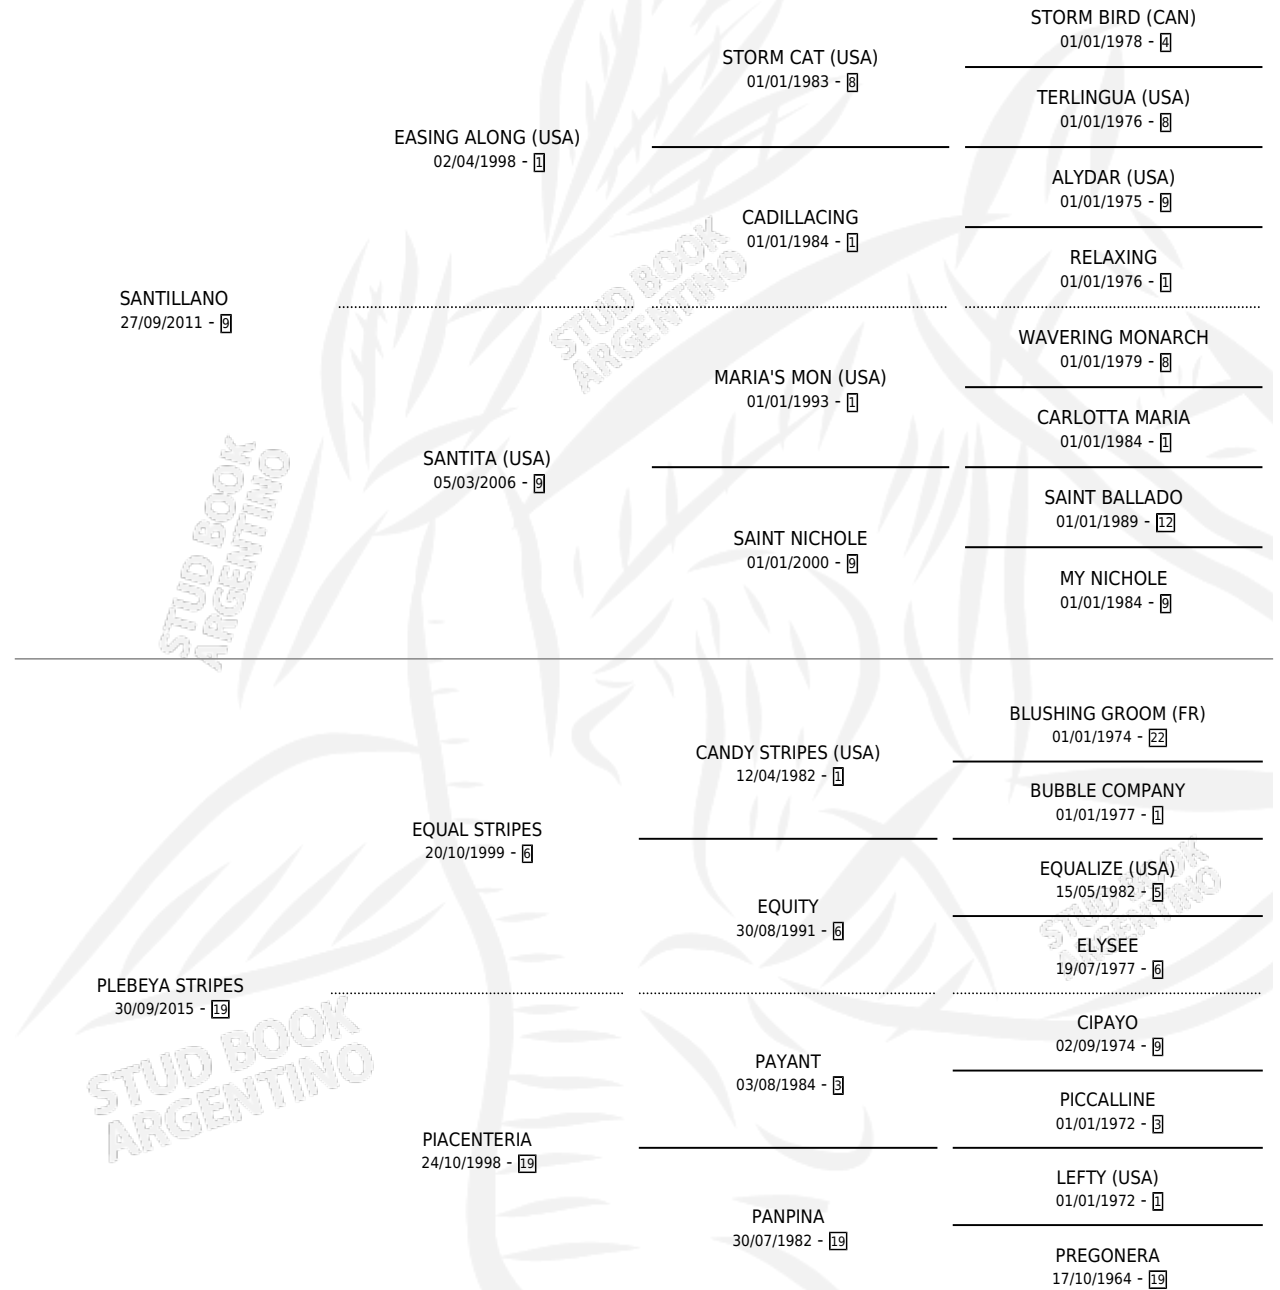 STORM BIRD (CAN)
01/01/1978 - 4
STORM CAT (USA)
01/01/1983 - 8
TERLINGUA (USA)
01/01/1976 - 8
EASING ALONG (USA)
02/04/1998 - 1
ALYDAR (USA)
01/01/1975 - 9
CADILLACING
01/01/1984 - 1
RELAXING
01/01/1976 - 1
SANTILLANO
27/09/2011 - 9
WAVERING MONARCH
01/01/1979 - 8
MARIA'S MON (USA)
01/01/1993 - 1
CARLOTTA MARIA
01/01/1984 - 1
SANTITA (USA)
05/03/2006 - 9
SAINT BALLADO
01/01/1989 - 12
SAINT NICHOLE
01/01/2000 - 9
MY NICHOLE
01/01/1984 - 9
BLUSHING GROOM (FR)
01/01/1974 - 22
CANDY STRIPES (USA)
12/04/1982 - 1
BUBBLE COMPANY
01/01/1977 - 1
EQUAL STRIPES
20/10/1999 - 6
EQUALIZE (USA)
15/05/1982 - 5
EQUITY
30/08/1991 - 6
ELYSEE
19/07/1977 - 6
PLEBEYA STRIPES
30/09/2015 - 19
CIPAYO
02/09/1974 - 9
PAYANT
03/08/1984 - 3
PICCALLINE
01/01/1972 - 3
PIACENTERIA
24/10/1998 - 19
LEFTY (USA)
01/01/1972 - 1
PANPINA
30/07/1982 - 19
PREGONERA
17/10/1964 - 19
STUD BOOK
ARGENTINO
STUD BOOK
ARGENTINO
STUD BOOK
ARGENTINO
STUD BOOK
ARGENTINO